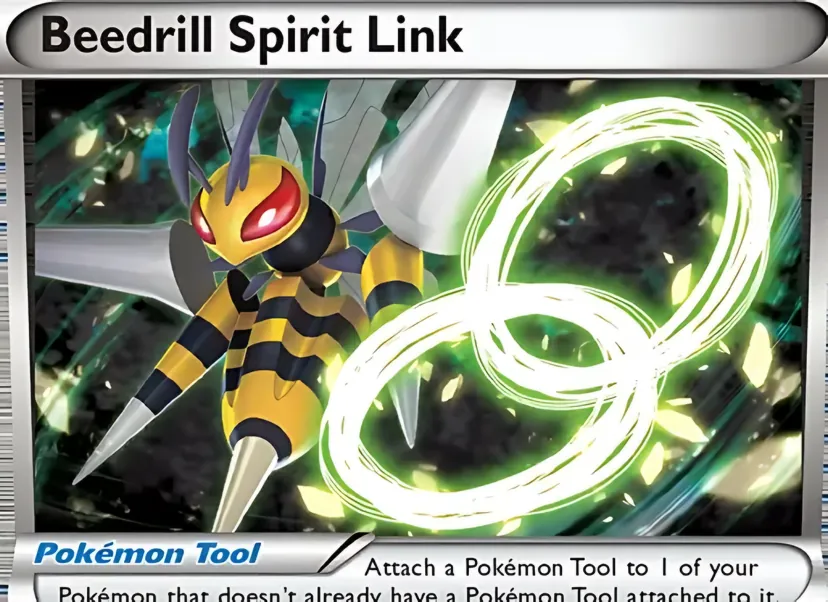 Beedrill Spirit Link
Pokémon Tool
Attach a Pokémon Tool to 1 of your
Pokémon that doesn't already have a Pokémon Tool attached to it.